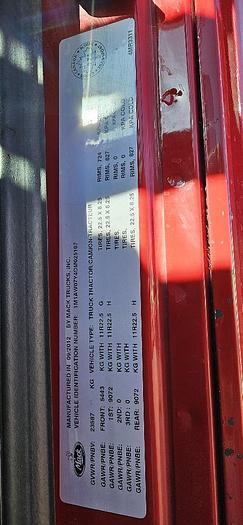 MANUFACTURED IN 09/2012 BY MACK TRUCKS, INC.
VEHICLE IDENTIFICATION NUMBER:
Mack
GVWR/PNBV: 23587 KG VEHICLE TYPE: TRUCK TRACTOR/CAMION-TRACTEUR
GAWR/PNBE: FRONT: 5443 KG WITH 11R22.5 G TIRES, 22.5 X 8.25 RIMS, 724
GAWR/PNBE: 1ST: 9072 KG WITH 11R22.5 H TIRES, 22.5 X 8.25 RIMS, 827 KPA
GAWR/PNBE: 2RD: 0 KG WITH TIRES, RIMS, 0 KPA
GAWR/PNBE: 3RD: 0 KG WITH TIRES, RIMS, 0 KPA COLD
GAWR/PNBE: REAR: 9072 KG WITH 11R22.5 H TIRES, 22.5 X 8.25 RIMS, 827 KPA COLD